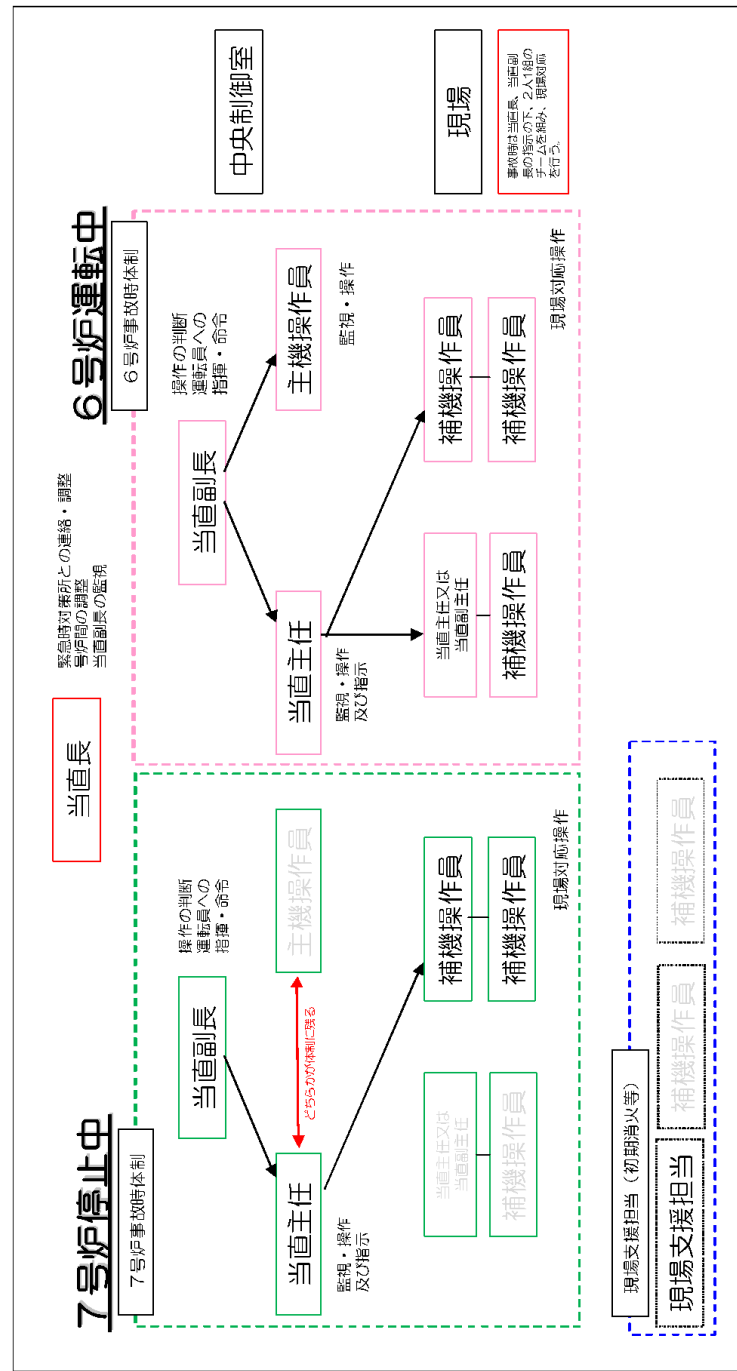 7号炉停止中
6号炉運転中
当直長
緊急時対策所との連絡・調整
号炉間の調整
当直副長の監視
7号炉事故時体制
当直副長
操作の判断
運転員への
指揮・命令
当直主任
監視・操作
及び指示
どちらかが体制に残る
主機操作員
当直主任又は
当直副主任
補機操作員
補機操作員
補機操作員
現場対応操作
6号炉事故時体制
当直副長
操作の判断
運転員への
指揮・命令
当直主任
監視・操作
及び指示
主機操作員
監視・操作
当直主任又は
当直副主任
補機操作員
補機操作員
補機操作員
現場対応操作
中央制御室
現場
事故時は当直長、当直副
長の指示の下、2人1組の
チームを組み、現場対応
を行う。
現場支援担当(初期消火等)
現場支援担当
補機操作員
補機操作員